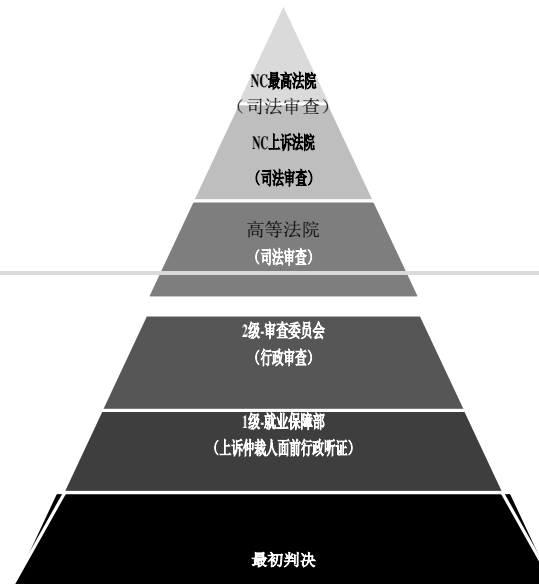 NC最高法院
（司法审查）
NC上诉法院
（司法审查）
高等法院
（司法审查）
2级-审查委员会
（行政审查）
1级-就业保障部
（上诉仲裁人面前行政听证）
最初判决